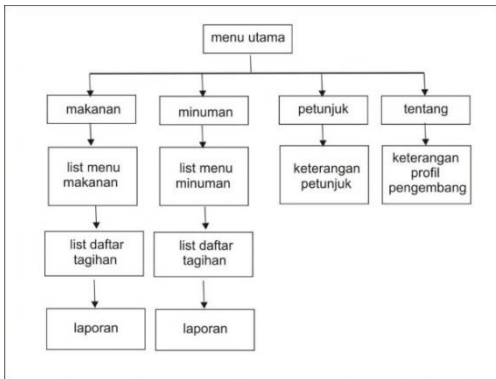 menu utama
makanan
minuman
petunjuk
tentang
list menu
makanan
list menu
minuman
keterangan
petunjuk
keterangan
profil
pengembang
list daftar
tagihan
list daftar
tagihan
laporan
laporan